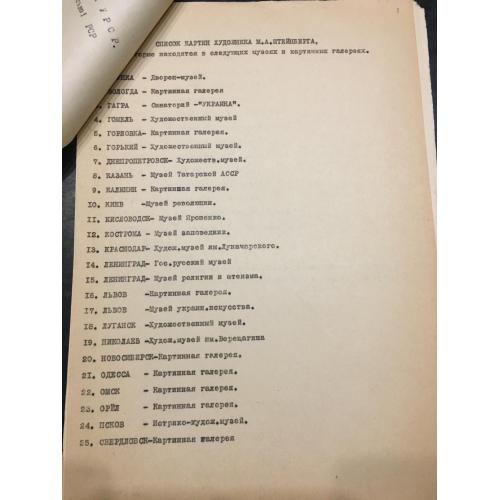 У Р С Р.
РСР
СПИСОК КАРТИН ХУДОЖНИКА М.А.ШТЕЙНБЕРГА,
находятся в следующих музеях и картинных галереях.
– Дворец-музей.
ВОЛОГДА – Картинная галерея
ГАГРА – Санаторий -"УКРАИНА".
4. ГОМЕЛЬ – Художественный музей
5. ГОРЛОВКА– Картинная галерея.
6. ГОРЬКИЙ – Художественный музей.
7. ДНЕПРОПЕТРОВСК– Художеств.музей.
8. КАЗАНЬ – Музей Татарской АССР
9. КАЛИНИН – Картинная галерея.
10. КИЕВ –Музей революции.
11. КИСЛОВОДСК– Музей Ярошенко.
12. КОСТРОМА – Музей заповедник.
13. КРАСНОДАР– Худож.музей им.Луначарского.
14. ЛЕНИНГРАД– Гос.русский музей
15. ЛЕНИНГРАД– Музей религии и атеизма.
16. ЛЬВОВ –Картинная галерея.
17. ЛЬВОВ –Музей украин.искусства.
18. ЛУГАНСК –Художественный музей.
19. НИКОЛАЕВ –Худож.музей им.Верещагина
20. НОВОСИБИРСК–Картинная галерея.
21. ОДЕССА – Картинная галерея.
22. ОМСК – Картинная галерея.
23. ОРЁЛ – Картинная галерея.
24. ПСКОВ – Истрико-худож.музей.
25. СВЕРДЛОВСК–Картинная галерея